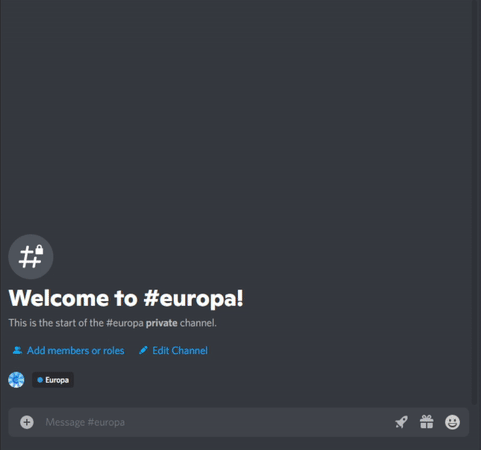 Welcome to #europa!
This is the start of the #europa private channel.
Add members or roles Edit Channel
Europa
Message #europa